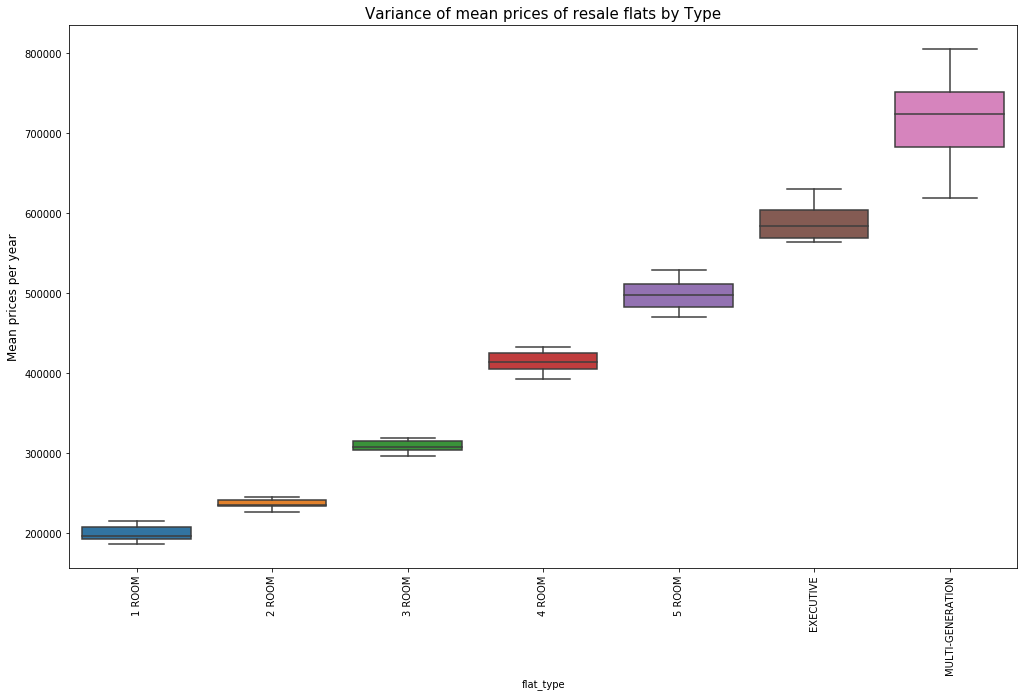 Variance of mean prices of resale flats by Type
Mean prices per year
800000
700000
600000
500000
400000
300000
200000
1 ROOM
2 ROOM
3 ROOM
4 ROOM
5 ROOM
EXECUTIVE
MULTI-GENERATION
flat_type